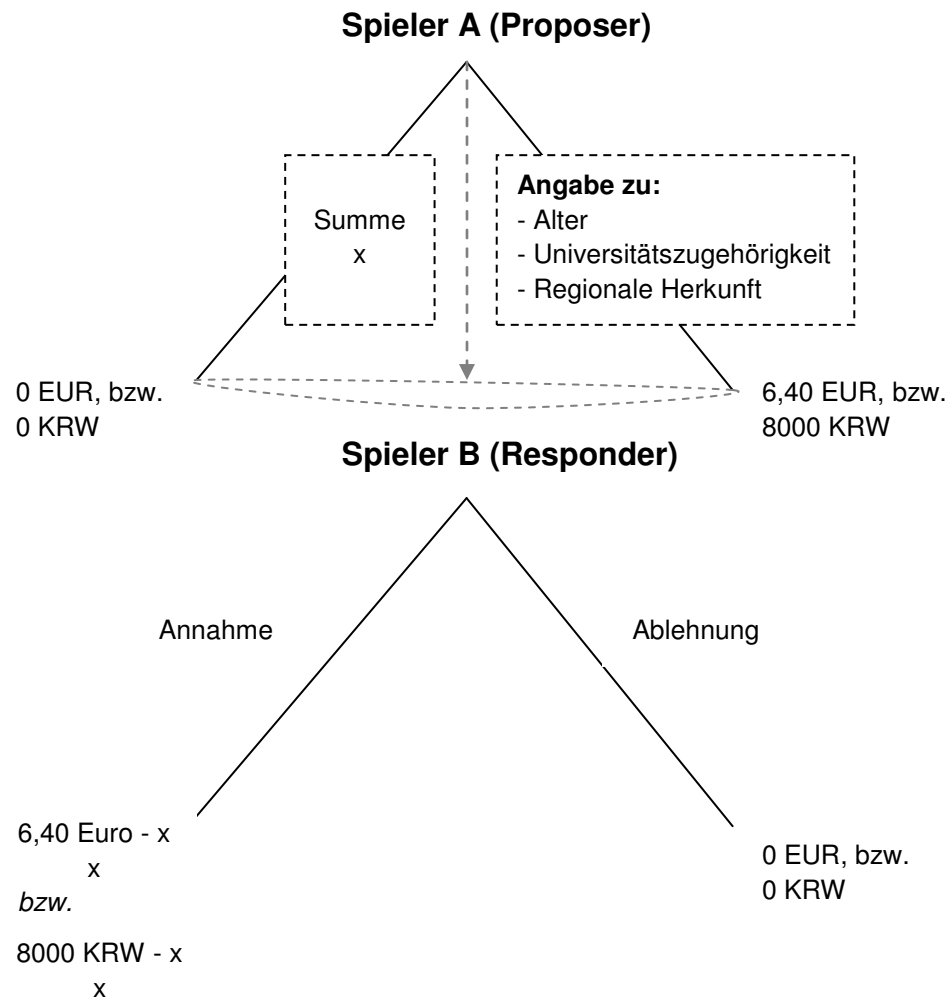 Spieler A (Proposer)
Summe
x
Angabe zu:
- Alter
- Universitätszugehörigkeit
- Regionale Herkunft
0 EUR, bzw.
0 KRW
6,40 EUR, bzw.
8000 KRW
Spieler B (Responder)
Annahme
Ablehnung
6,40 Euro - x
x
bzw.
8000 KRW - x
x
0 EUR, bzw.
0 KRW